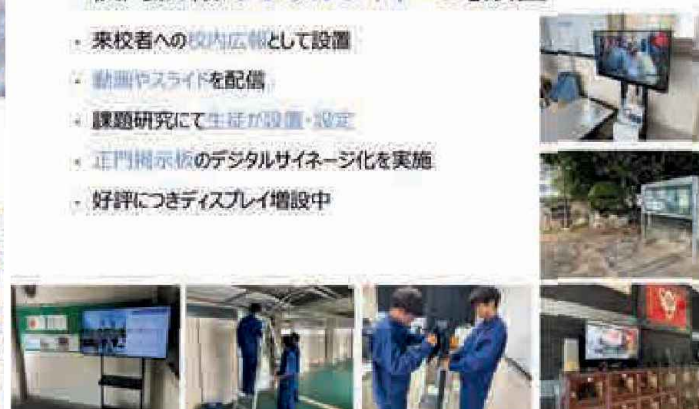 ・来校者への校内広報として設置
・動画やスライドを配信
・課題研究にて生徒が設置・設定
・正門掲示板のデジタルサイネージ化を実施
・好評につきディスプレイ増設中